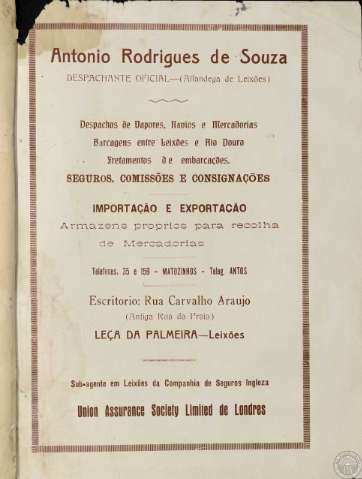 Antonio Rodrigues de Souza
DESPACHANTE OFICIAL—(Alfandega de Leixões)
Despachos de Vapores, Navios e Mercadorias
Barcagens entre Leixões e Rio Douro
Fretamentos de embarcações.
SEGUROS, COMISSÕES E CONSIGNAÇÕES
IMPORTAÇÃO E EXPORTAÇÃO
Armazens proprios para recolha
de Mercadorias
Telefones, 35 e 159 - MATOZINHOS - Teleg. ANTOS
Escritorio: Rua Carvalho Araujo
(Antiga Rua da Praia)
LEÇA DA PALMEIRA—Leixões
Sub-agente em Leixões da Companhia de Seguros Ingleza
Union Assurance Society Limited de Londres